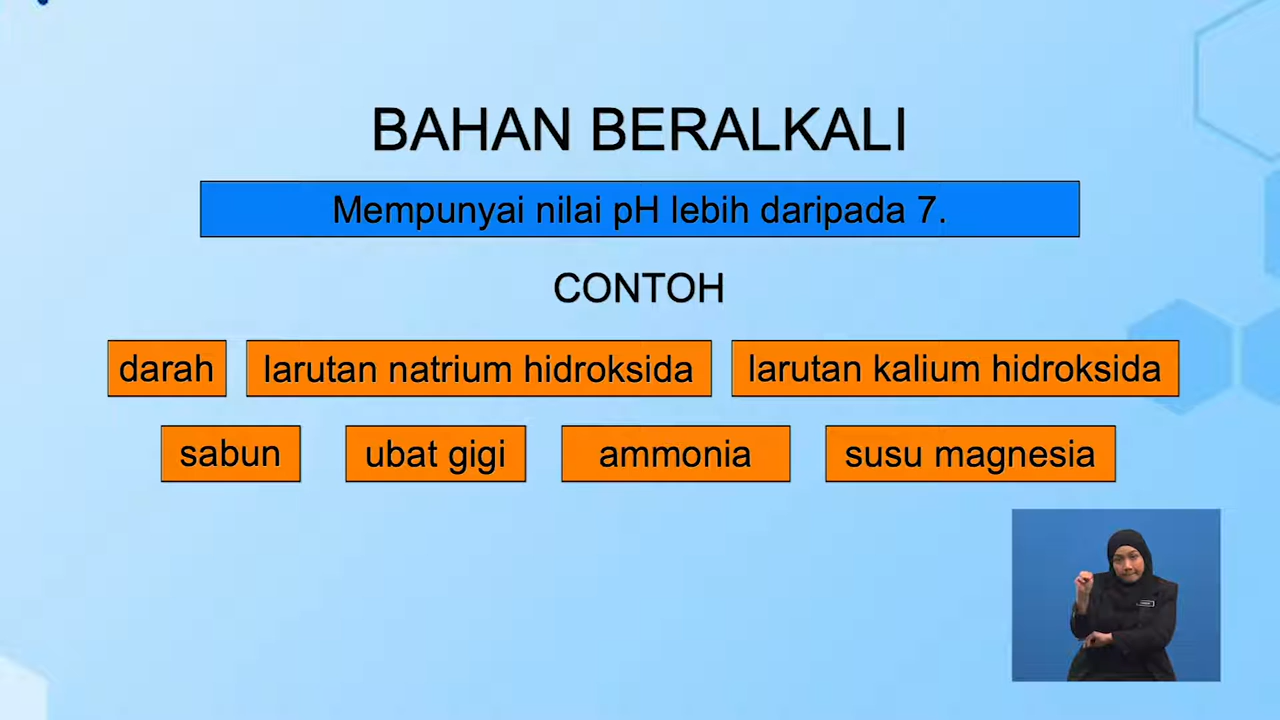 BAHAN BERALKALI
Mempunyai nilai pH lebih daripada 7.
CONTOH
darah larutan natrium hidroksida larutan kalium hidroksida
sabun ubat gigi ammonia susu magnesia